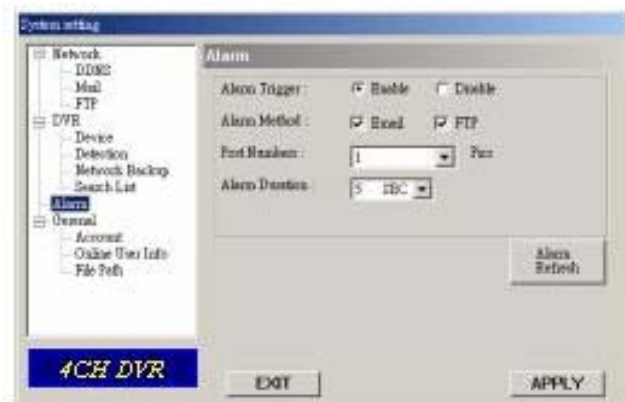 System setting
Network
DDNS
Mail
FTP
DVR
Device
Detection
Network Backup
Search List
Alarm
General
Account
Online User Info
File Path
4CH DVR
Alarm
Alarm Trigger : Enable Disable
Alarm Method : Email FTP
Post Numbers : 1 Pics
Alarm Duration : 5 SEC
Alarm Refresh
EXIT
APPLY